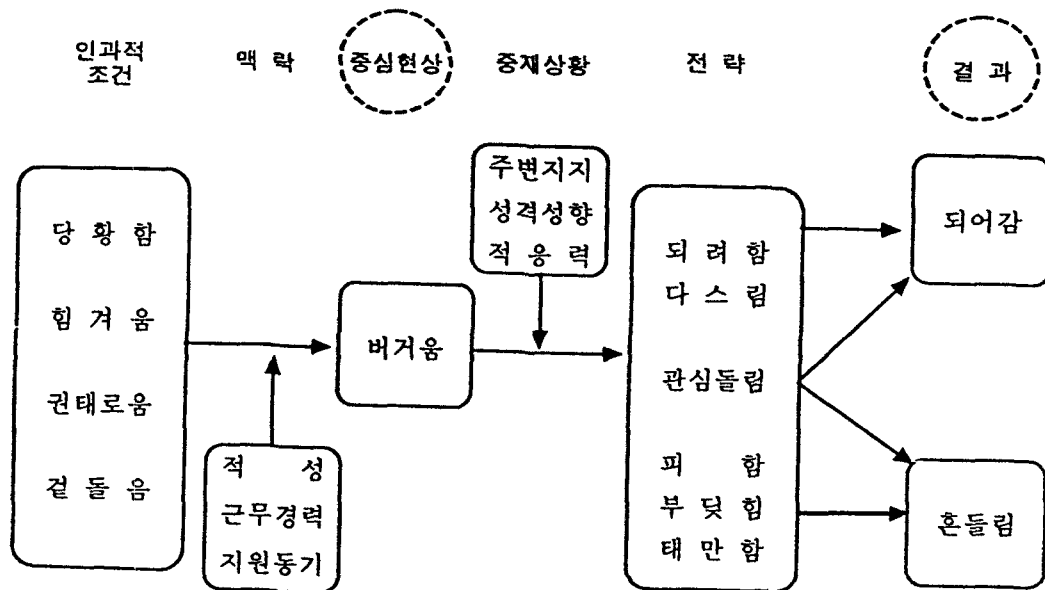 인과적
조건
맥 락
중심현상
중재상황
전 략
결 과
당 황 함
힘 겨 움
권태로움
겉 돌 음
적 성
근무경력
지원동기
버거움
주변지지
성격성향
적 응 력
되 려 함
다 스 림
관심돌림
피 함
부 딪 힘
태 만 함
되어감
흔들림